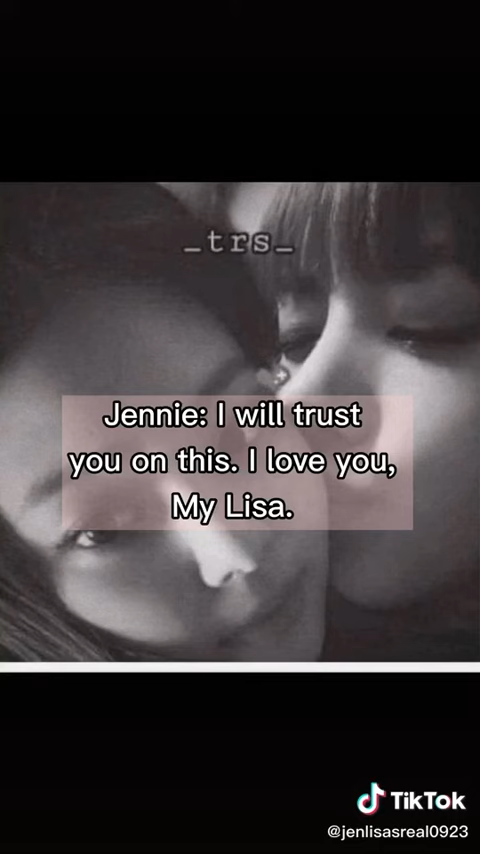 _trs_
Jennie: I will trust
you on this. I love you,
My Lisa.
TikTok
@jenlisasreal0923